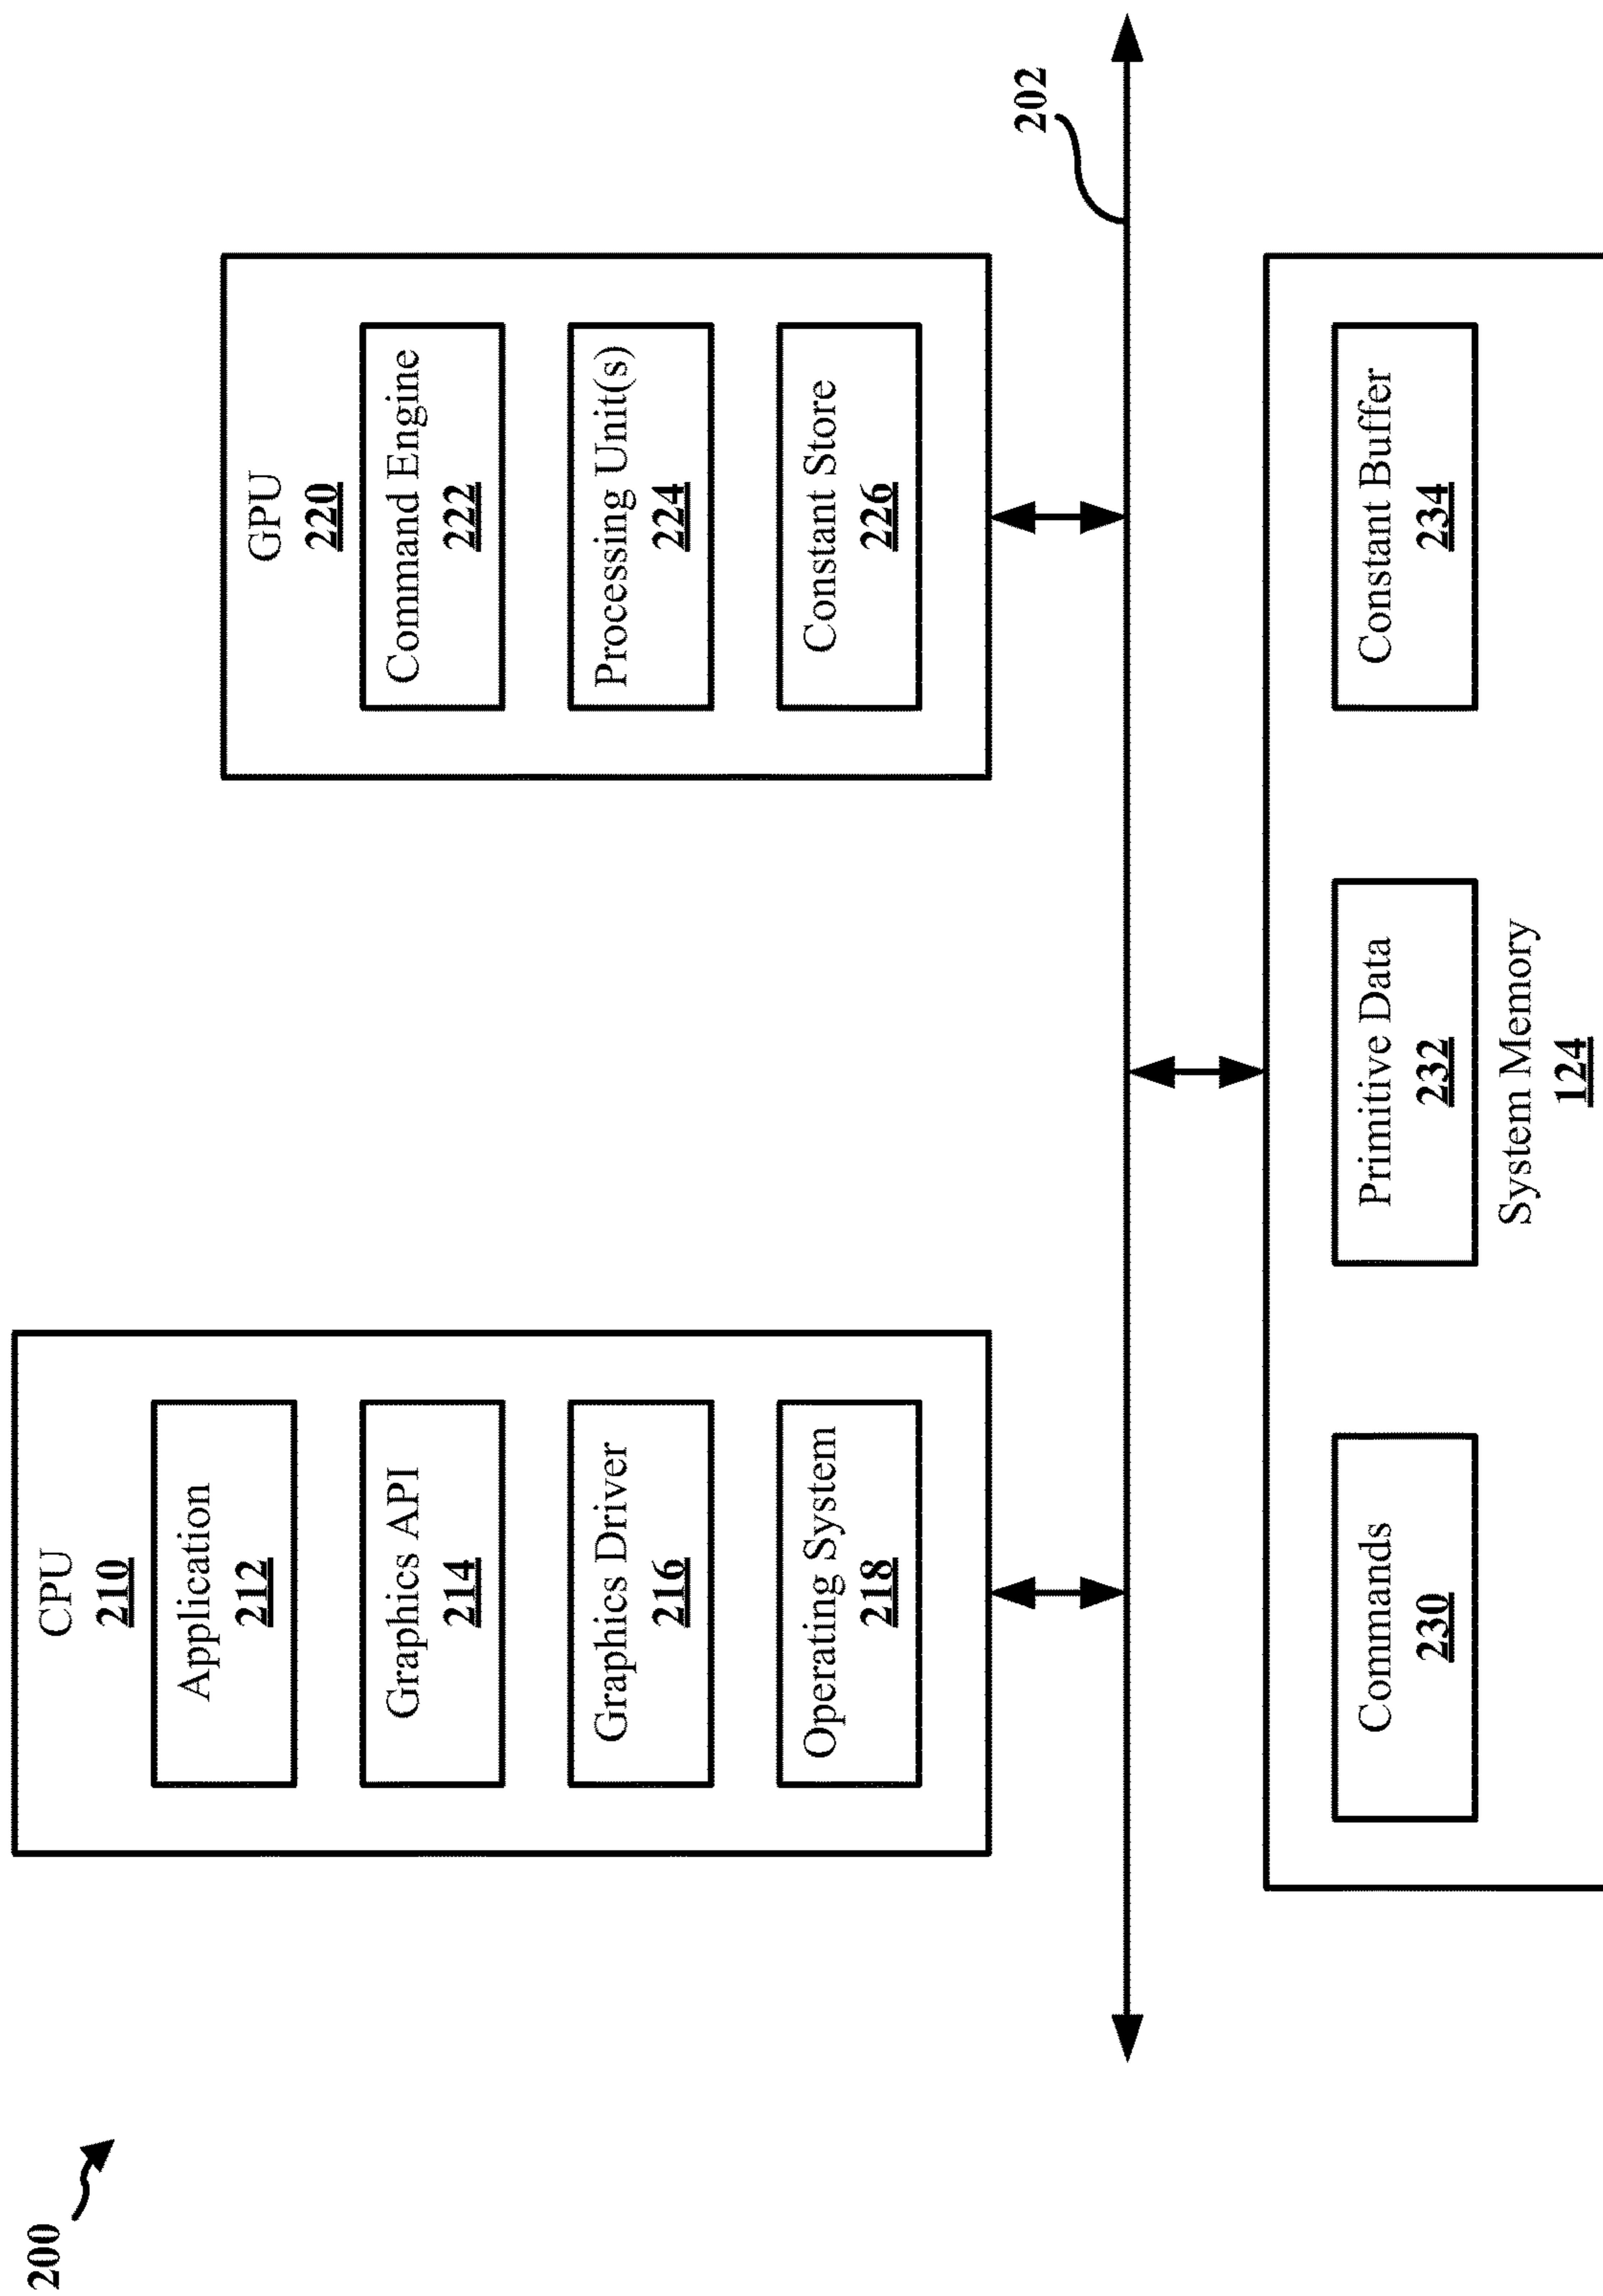 200
CPU
210
Application
212
Graphics API
214
Graphics Driver
216
Operating System
218
GPU
220
Command Engine
222
Processing Unit(s)
224
Constant Store
226
202
Commands
230
Primitive Data
232
Constant Buffer
234
System Memory
124